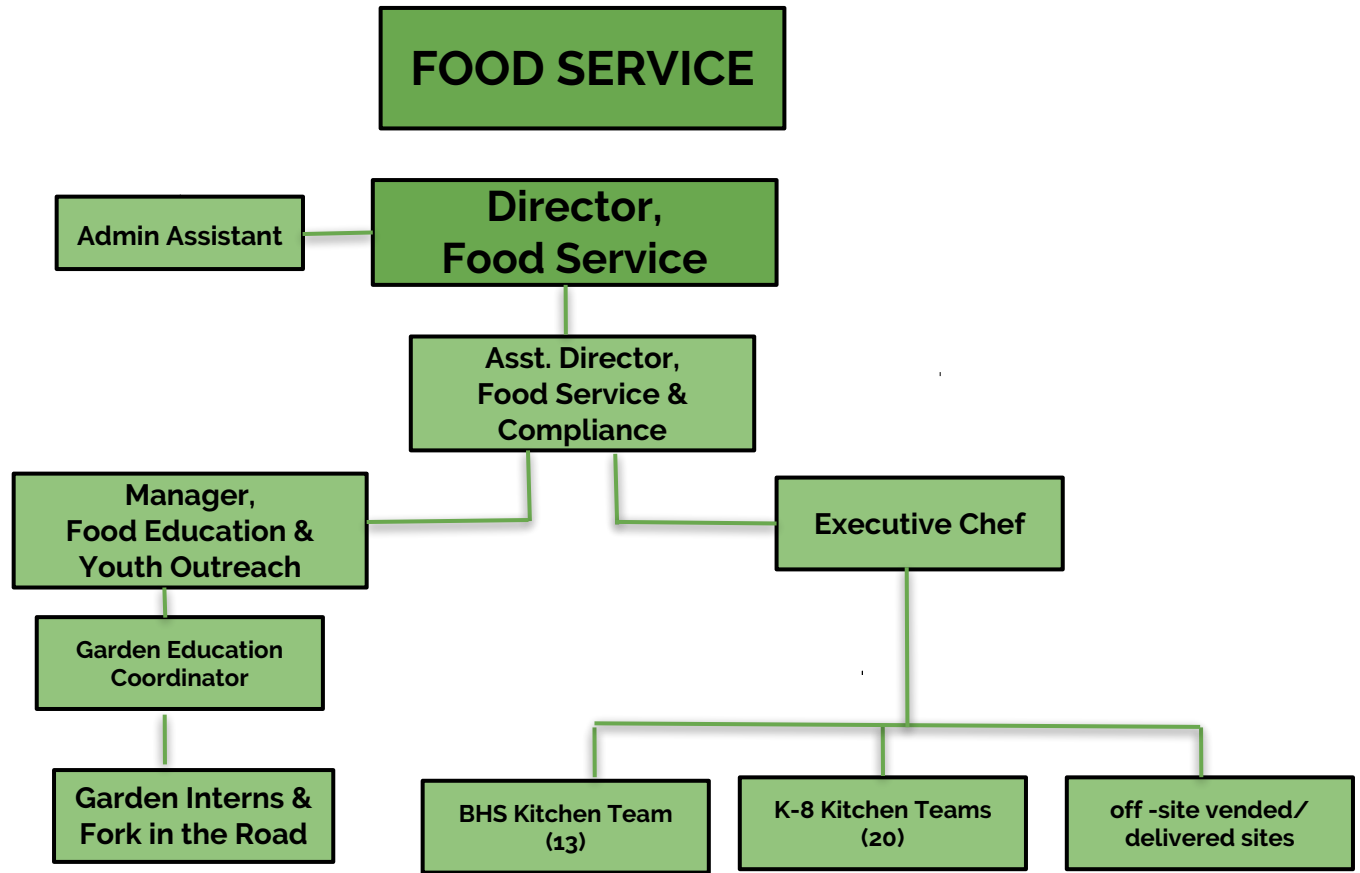 FOOD SERVICE
Admin Assistant
Director,
Food Service
Asst. Director,
Food Service &
Compliance
Manager,
Food Education &
Youth Outreach
Executive Chef
Garden Education
Coordinator
Garden Interns &
Fork in the Road
BHS Kitchen Team
(13)
K-8 Kitchen Teams
(20)
off -site vended/
delivered sites